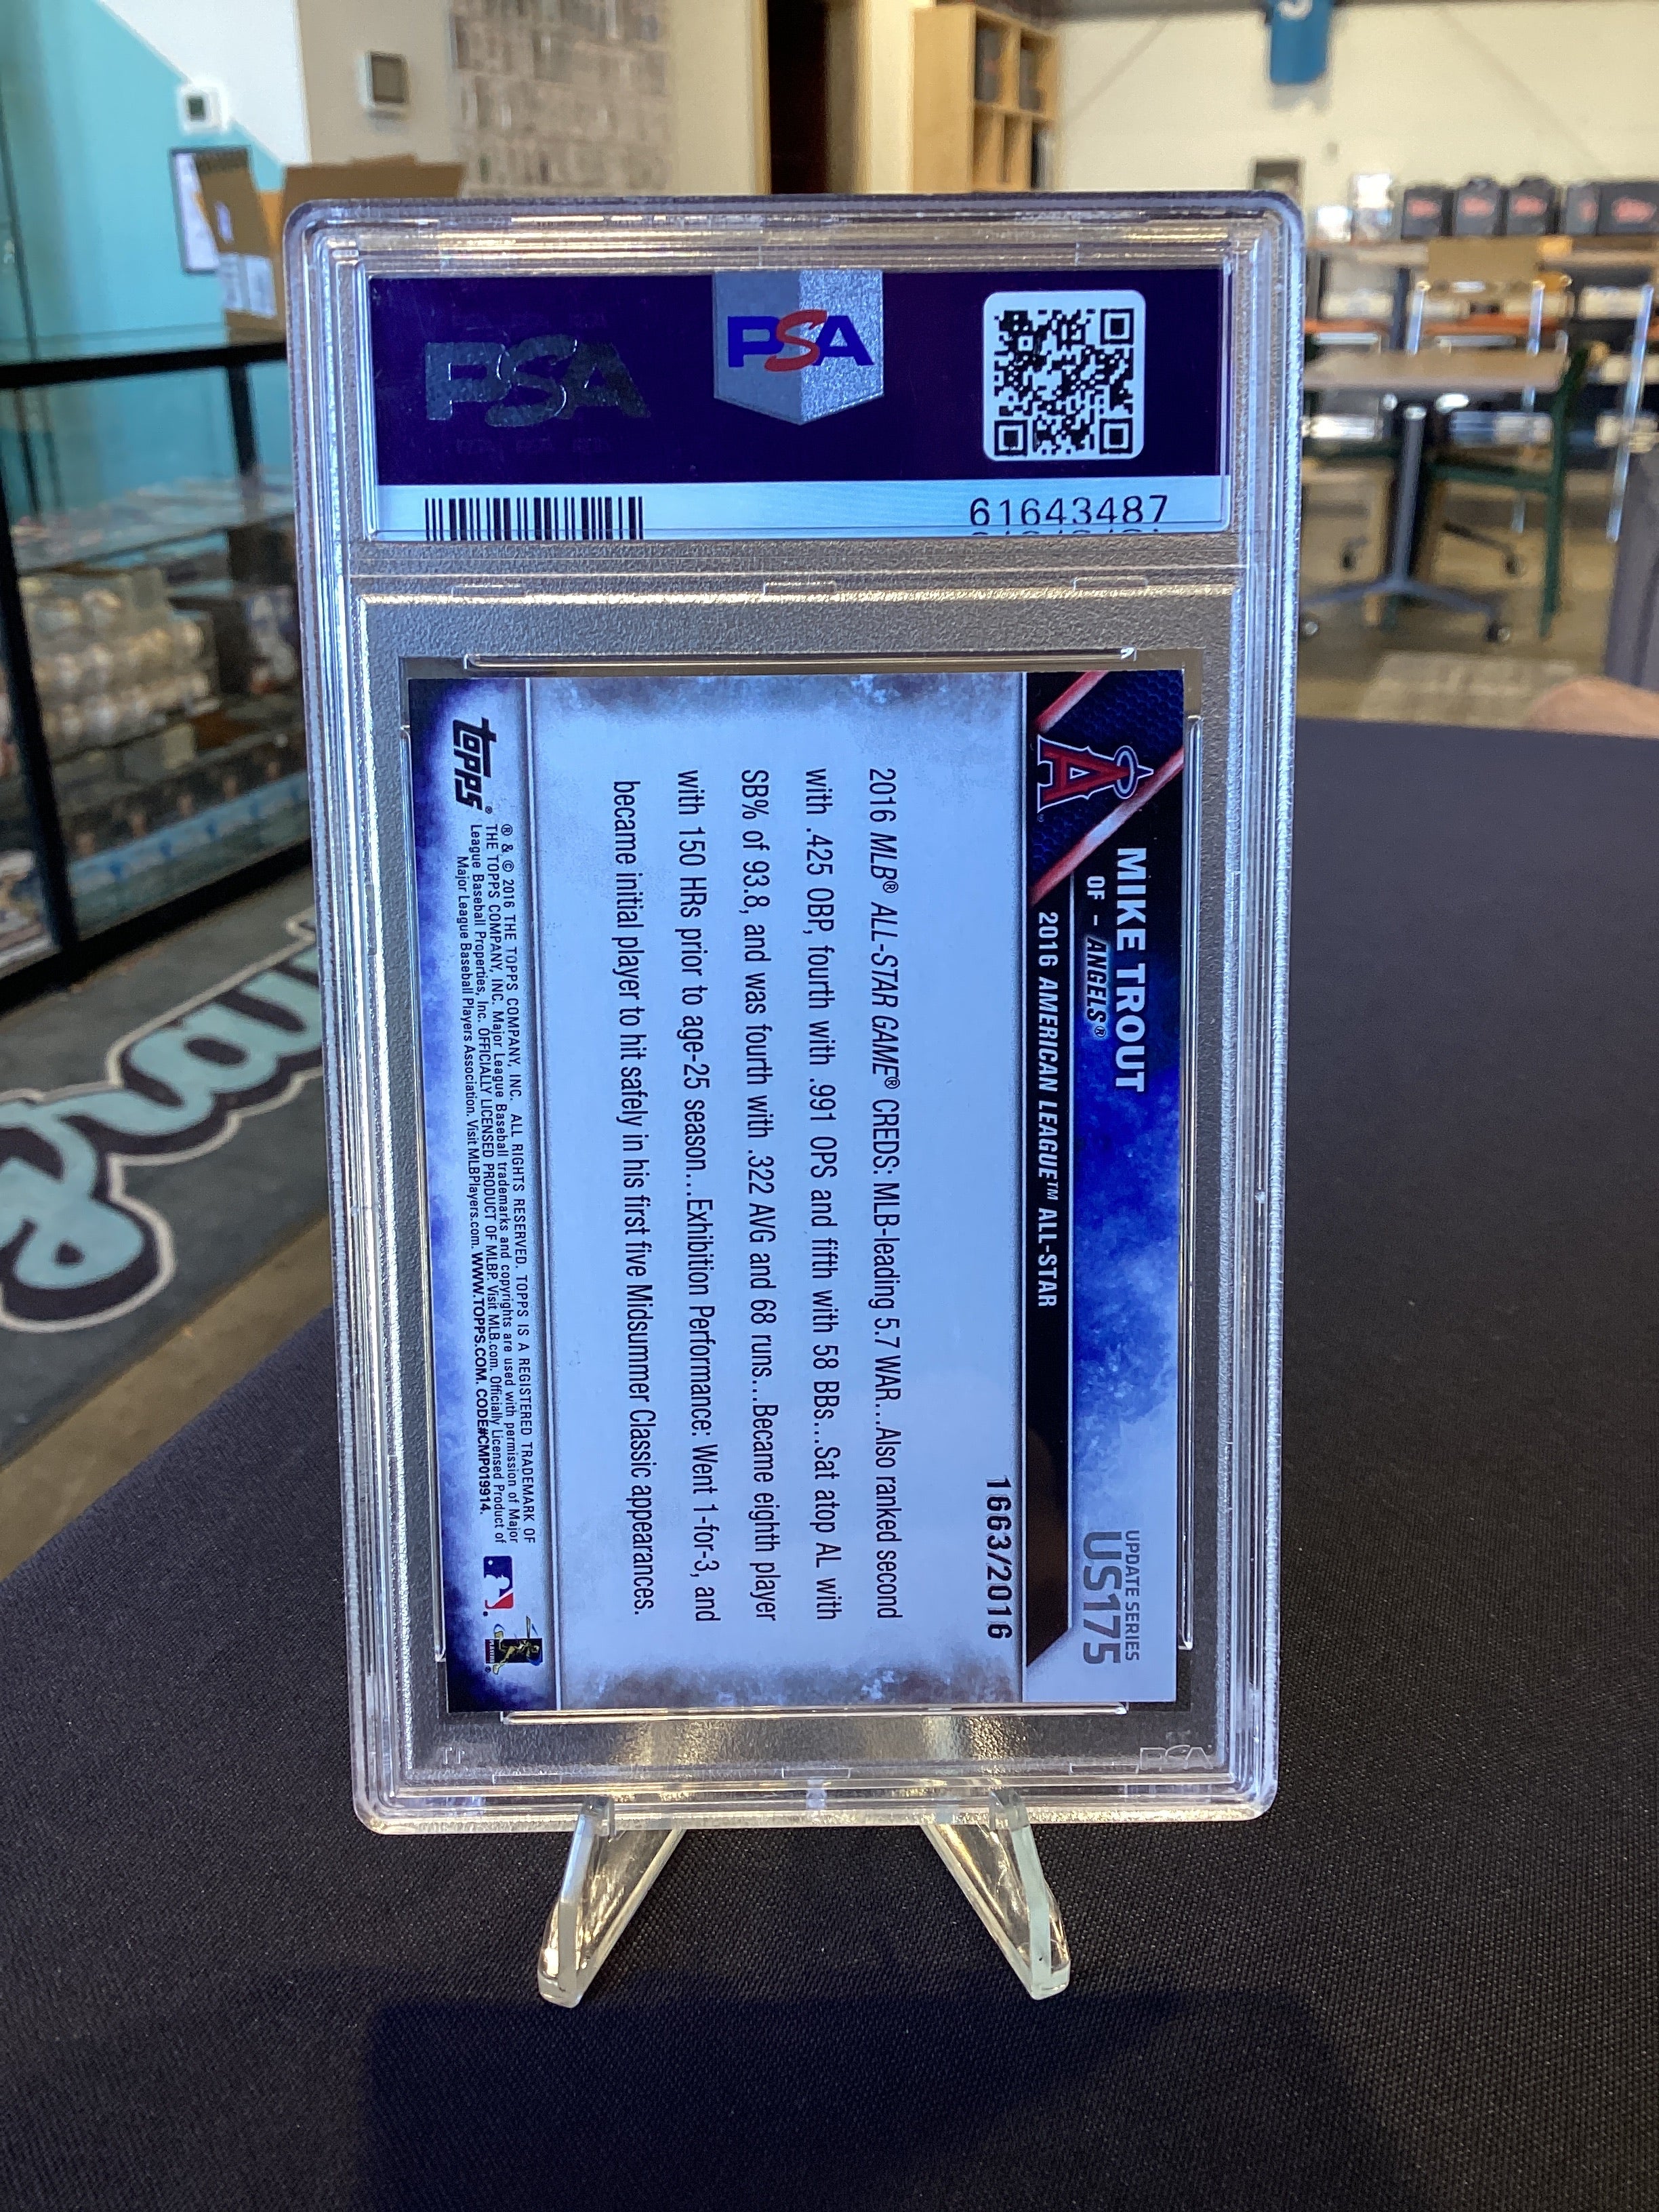 PSA
PSA
61643487
A
MIKE TROUT
OF - ANGELS®
2016 AMERICAN LEAGUE™ ALL-STAR
UPDATE SERIES
US175
1663/2016
2016 MLB® ALL-STAR GAME® CREDS: MLB-leading 5.7 WAR...Also ranked second
with .425 OBP, fourth with .991 OPS and fifth with 58 BBs...Sat atop AL with
SB% of 93.8, and was fourth with .322 AVG and 68 runs...Became eighth player
with 150 HRs prior to age-25 season...Exhibition Performance: Went 1-for-3, and
became initial player to hit safely in his first five Midsummer Classic appearances.
topps®
® & © 2016 THE TOPPS COMPANY, INC. ALL RIGHTS RESERVED. TOPPS IS A REGISTERED TRADEMARK OF
THE TOPPS COMPANY, INC. Major League Baseball trademarks and copyrights are used with permission of Major
League Baseball Properties, Inc. OFFICIALLY LICENSED PRODUCT OF MLBP. Visit MLB.com. Officially Licensed Product of
Major League Baseball Players Association. Visit MLBPlayers.com. WWW.TOPPS.COM. CODE#CMP019914.
PLAYERS
PSA